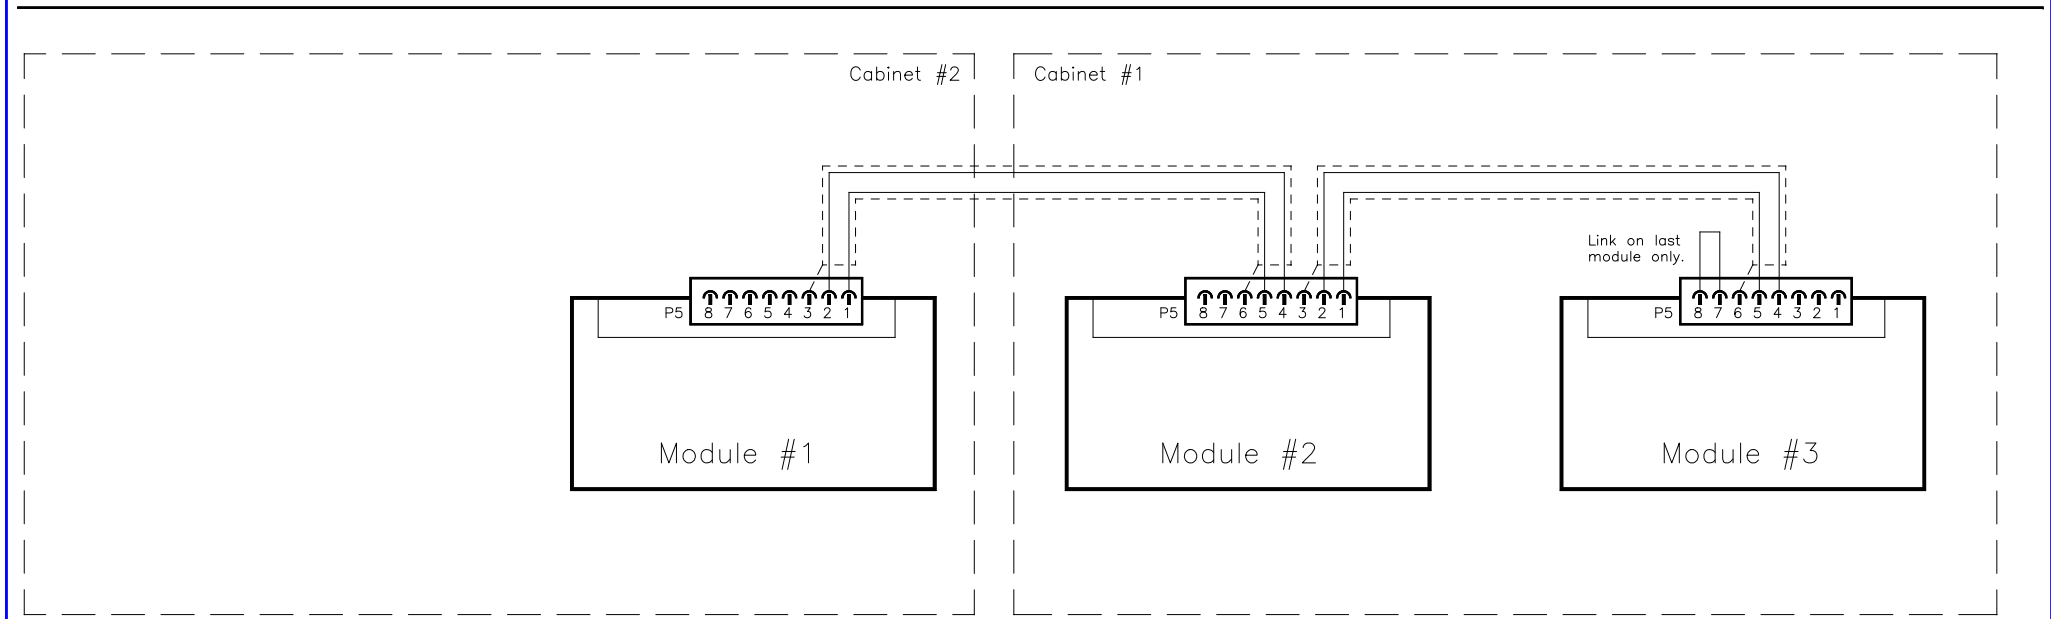 Cabinet #2
Cabinet #1
Link on last
module only.
P5
8 7 6 5 4 3 2 1
P5
8 7 6 5 4 3 2 1
P5
8 7 6 5 4 3 2 1
Module #1
Module #2
Module #3